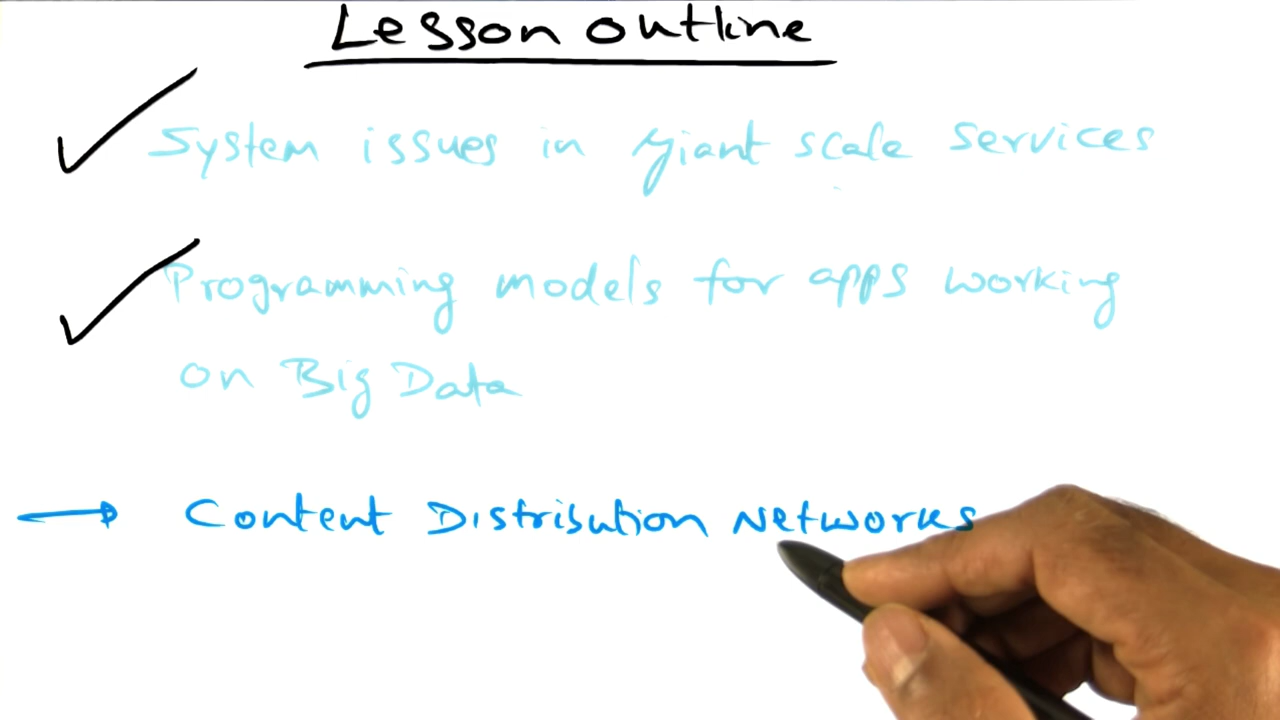 Lesson outline
System issues in giant scale services
Programming models for apps working
on Big Data
Content Distribution Networks